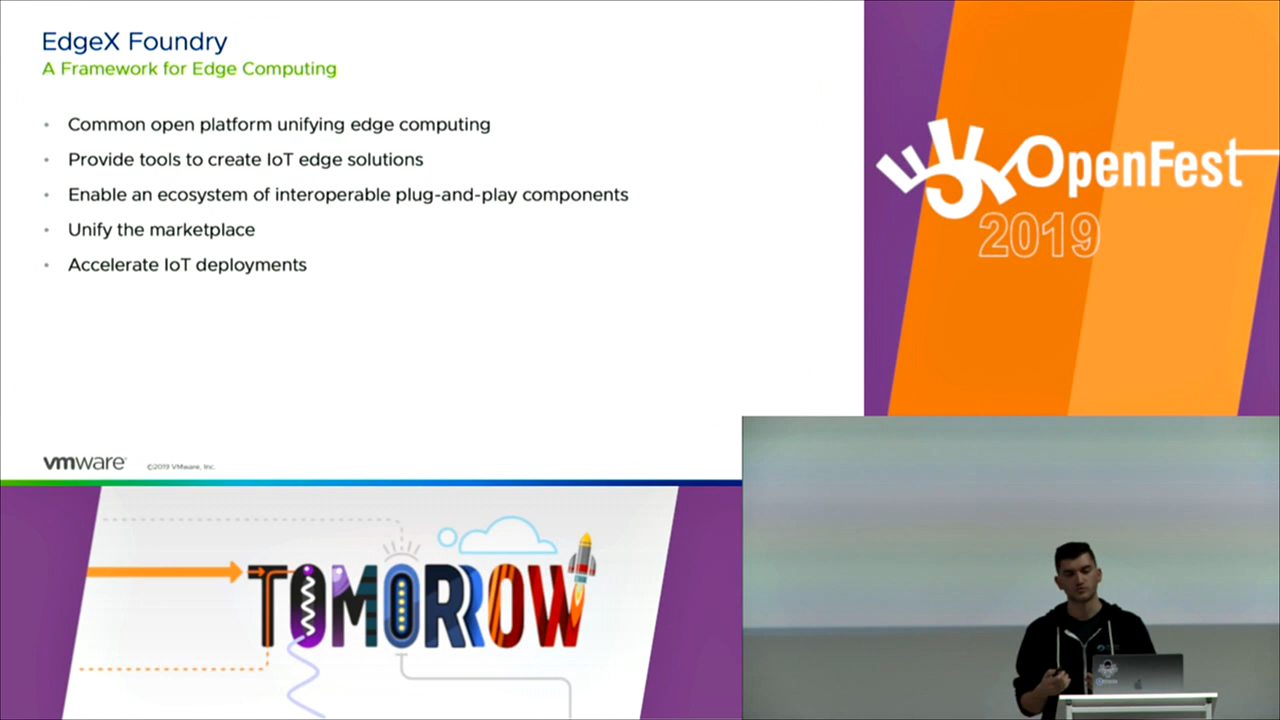 EdgeX Foundry
A Framework for Edge Computing
• Common open platform unifying edge computing
• Provide tools to create IoT edge solutions
• Enable an ecosystem of interoperable plug-and-play components
• Unify the marketplace
• Accelerate IoT deployments
vmware
©2019 VMware, Inc.
OpenFest
2019
TOMORROW